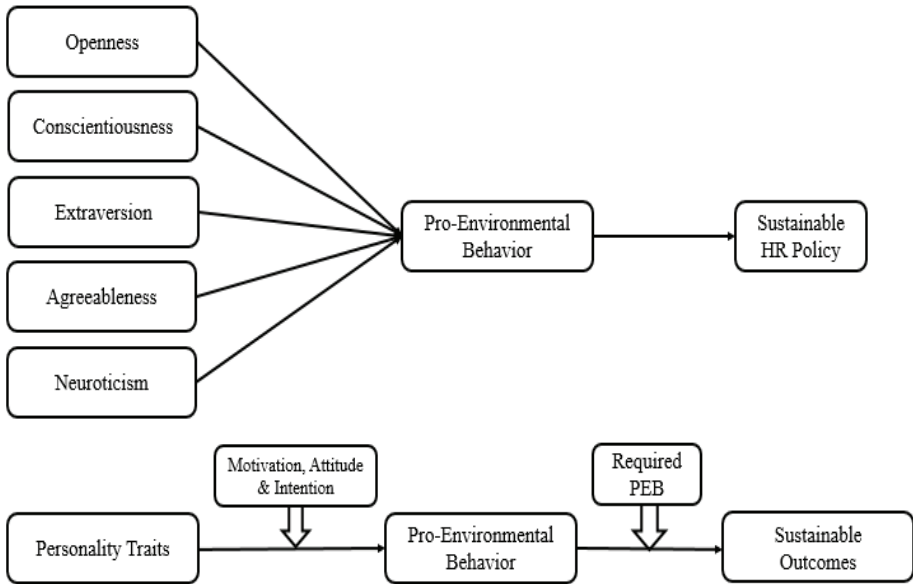 Openness
Conscientiousness
Extraversion
Agreeableness
Neuroticism
Pro-Environmental
Behavior
Sustainable
HR Policy
Motivation, Attitude
& Intention
Required
PEB
Personality Traits
Pro-Environmental
Behavior
Sustainable
Outcomes